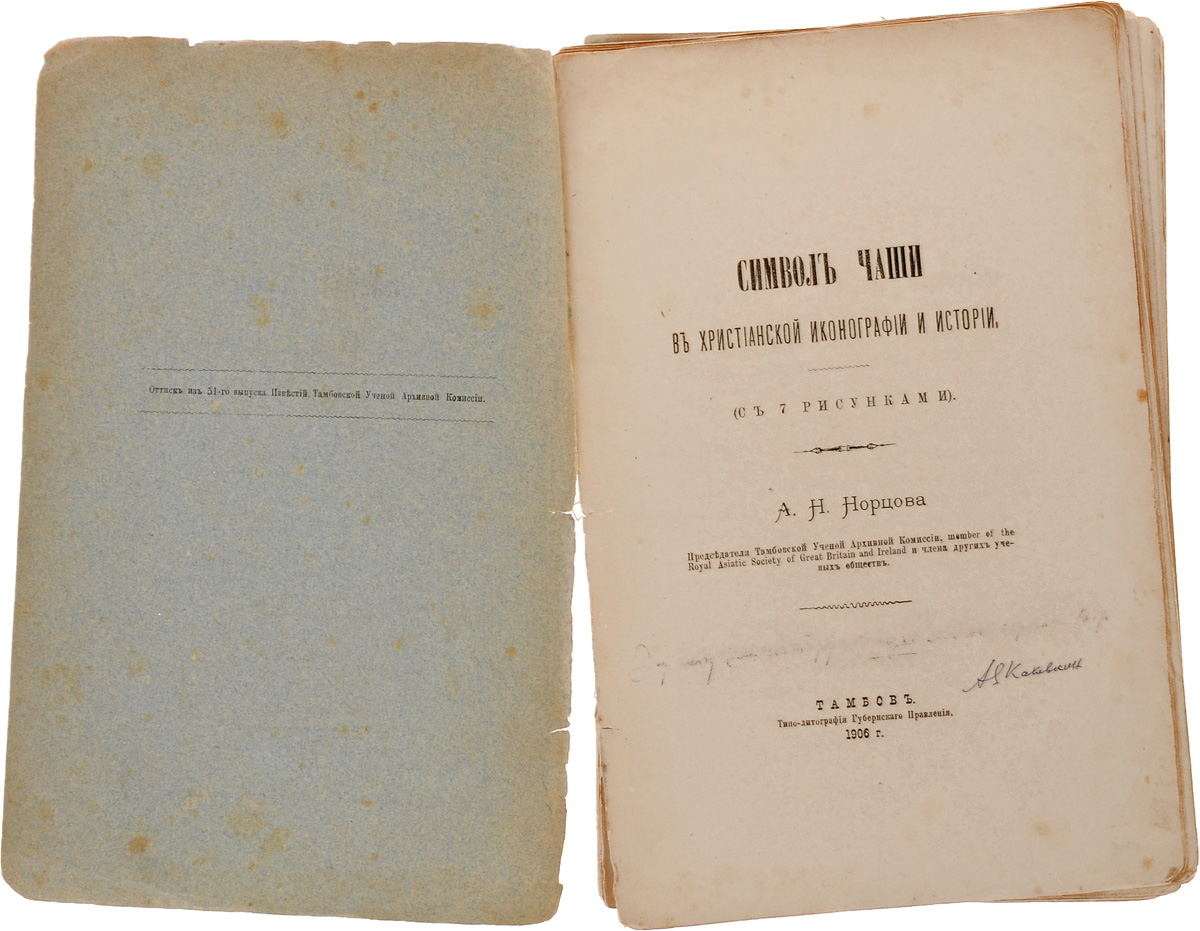 Оттискъ изъ 51-го выпуска Извѣстій Тамбовской Ученой Архивной Комиссіи.
СИМВОЛЪ ЧАШИ
ВЪ ХРИСТІАНСКОЙ ИКОНОГРАФІИ И ИСТОРІИ,
(СЪ 7 РИСУНКАМИ).
А. Н. Норцова
Предсѣдателя Тамбовской Ученой Архивной Комиссіи, member of the
Royal Asiatic Society of Great Britain and Ireland и члена другихъ уче-
ныхъ обществъ.
ТАМБОВЪ.
Типо-литографія Губернскаго Правленія.
1906 г.